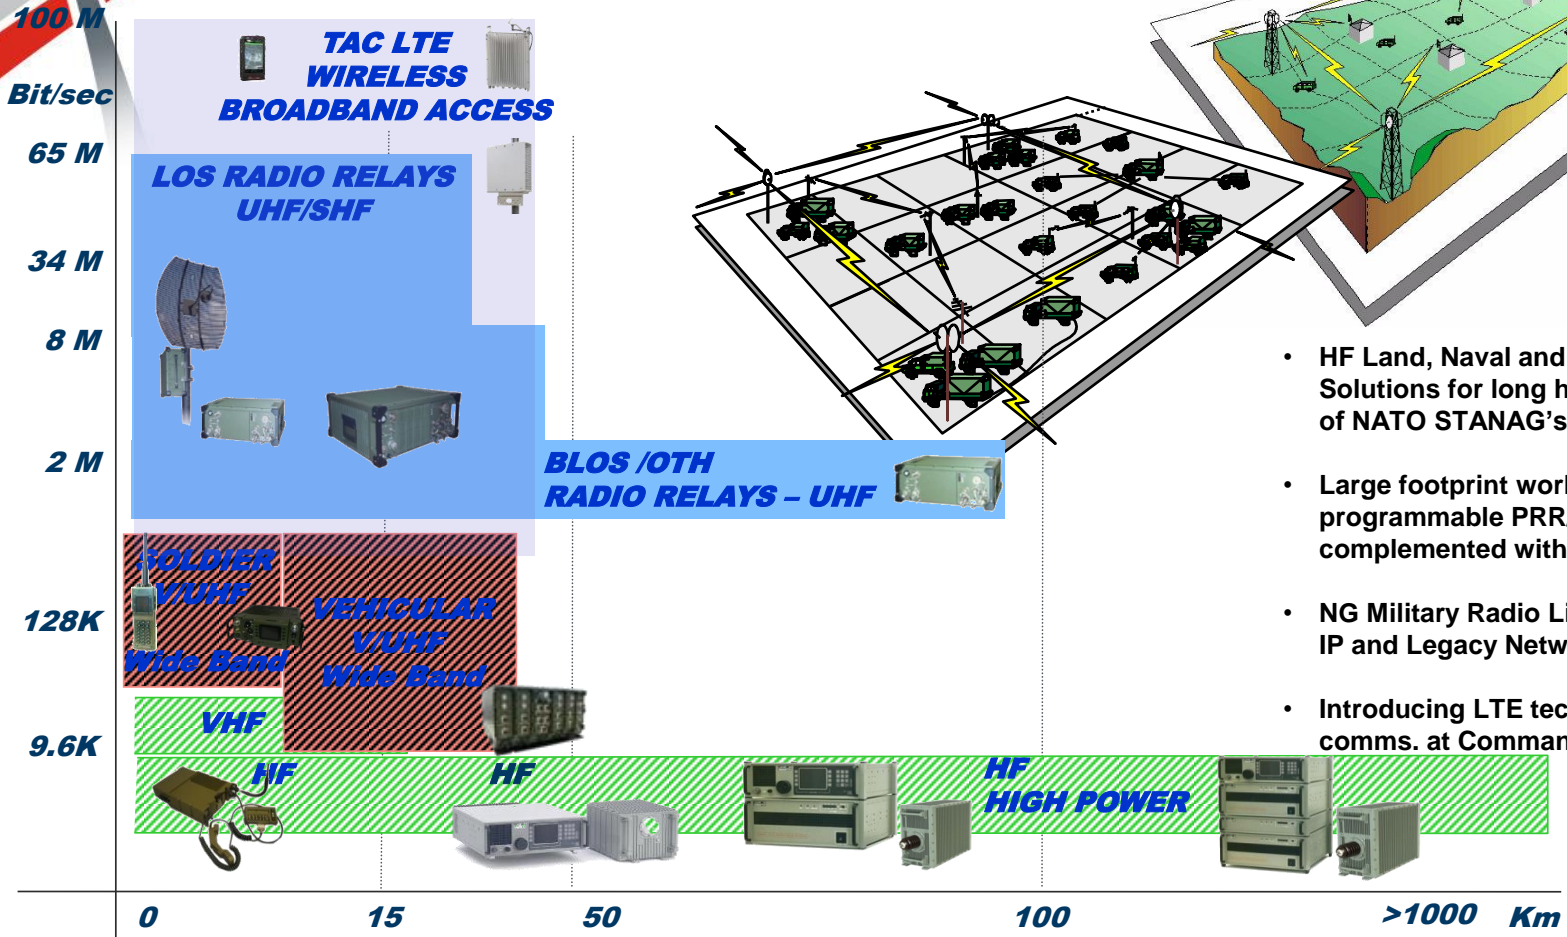 100 M
Bit/sec
65 M
34 M
8 M
2 M
128K
9.6K
TAC LTE
WIRELESS
BROADBAND ACCESS
LOS RADIO RELAYS
UHF/SHF
BLOS /OTH
RADIO RELAYS – UHF
SOLDIER
V/UHF
Wide Band
VEHICULAR
V/UHF
Wide Band
VHF
HF
HF
HF
HIGH POWER
0
15
50
100
>1000
Km
• HF Land, Naval and
Solutions for long h
of NATO STANAG's
• Large footprint worl
programmable PRR
complemented with
• NG Military Radio Li
IP and Legacy Netw
• Introducing LTE tec
comms. at Comman